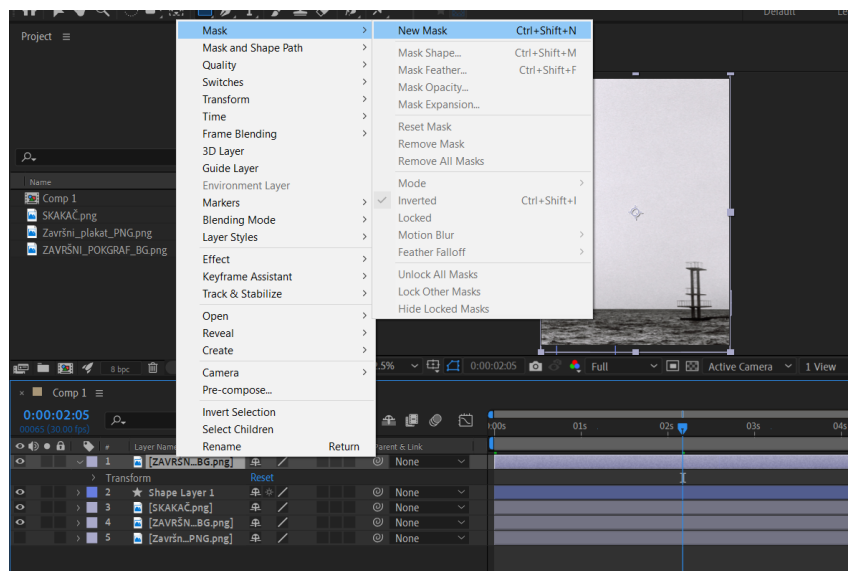 Default
Project
Name
Comp 1
SKAKAČ.png
Završni_plakat_PNG.png
ZAVRŠNI_POKGRAF_BG.png
8 bpc
Mask
Mask and Shape Path
Quality
Switches
Transform
Time
Frame Blending
3D Layer
Guide Layer
Environment Layer
Markers
Blending Mode
Layer Styles
Effect
Keyframe Assistant
Track & Stabilize
Open
Reveal
Create
Camera
Pre-compose...
Invert Selection
Select Children
Rename Return
New Mask Ctrl+Shift+N
Mask Shape... Ctrl+Shift+M
Mask Feather... Ctrl+Shift+F
Mask Opacity...
Mask Expansion...
Reset Mask
Remove Mask
Remove All Masks
Mode
Inverted Ctrl+Shift+I
Locked
Motion Blur
Feather Falloff
Unlock All Masks
Lock Other Masks
Hide Locked Masks
.5% 0:00:02:05 Full Active Camera 1 View
Comp 1
0:00:02:05
00065 (30.00 fps)
:00s 01s 02s 03s 04s
# Layer Name Parent & Link
1 [ZAVRŠN...BG.png] None
Transform Reset
2 Shape Layer 1 None
3 [SKAKAČ.png] None
4 [ZAVRŠN...BG.png] None
5 [Završn...PNG.png] None